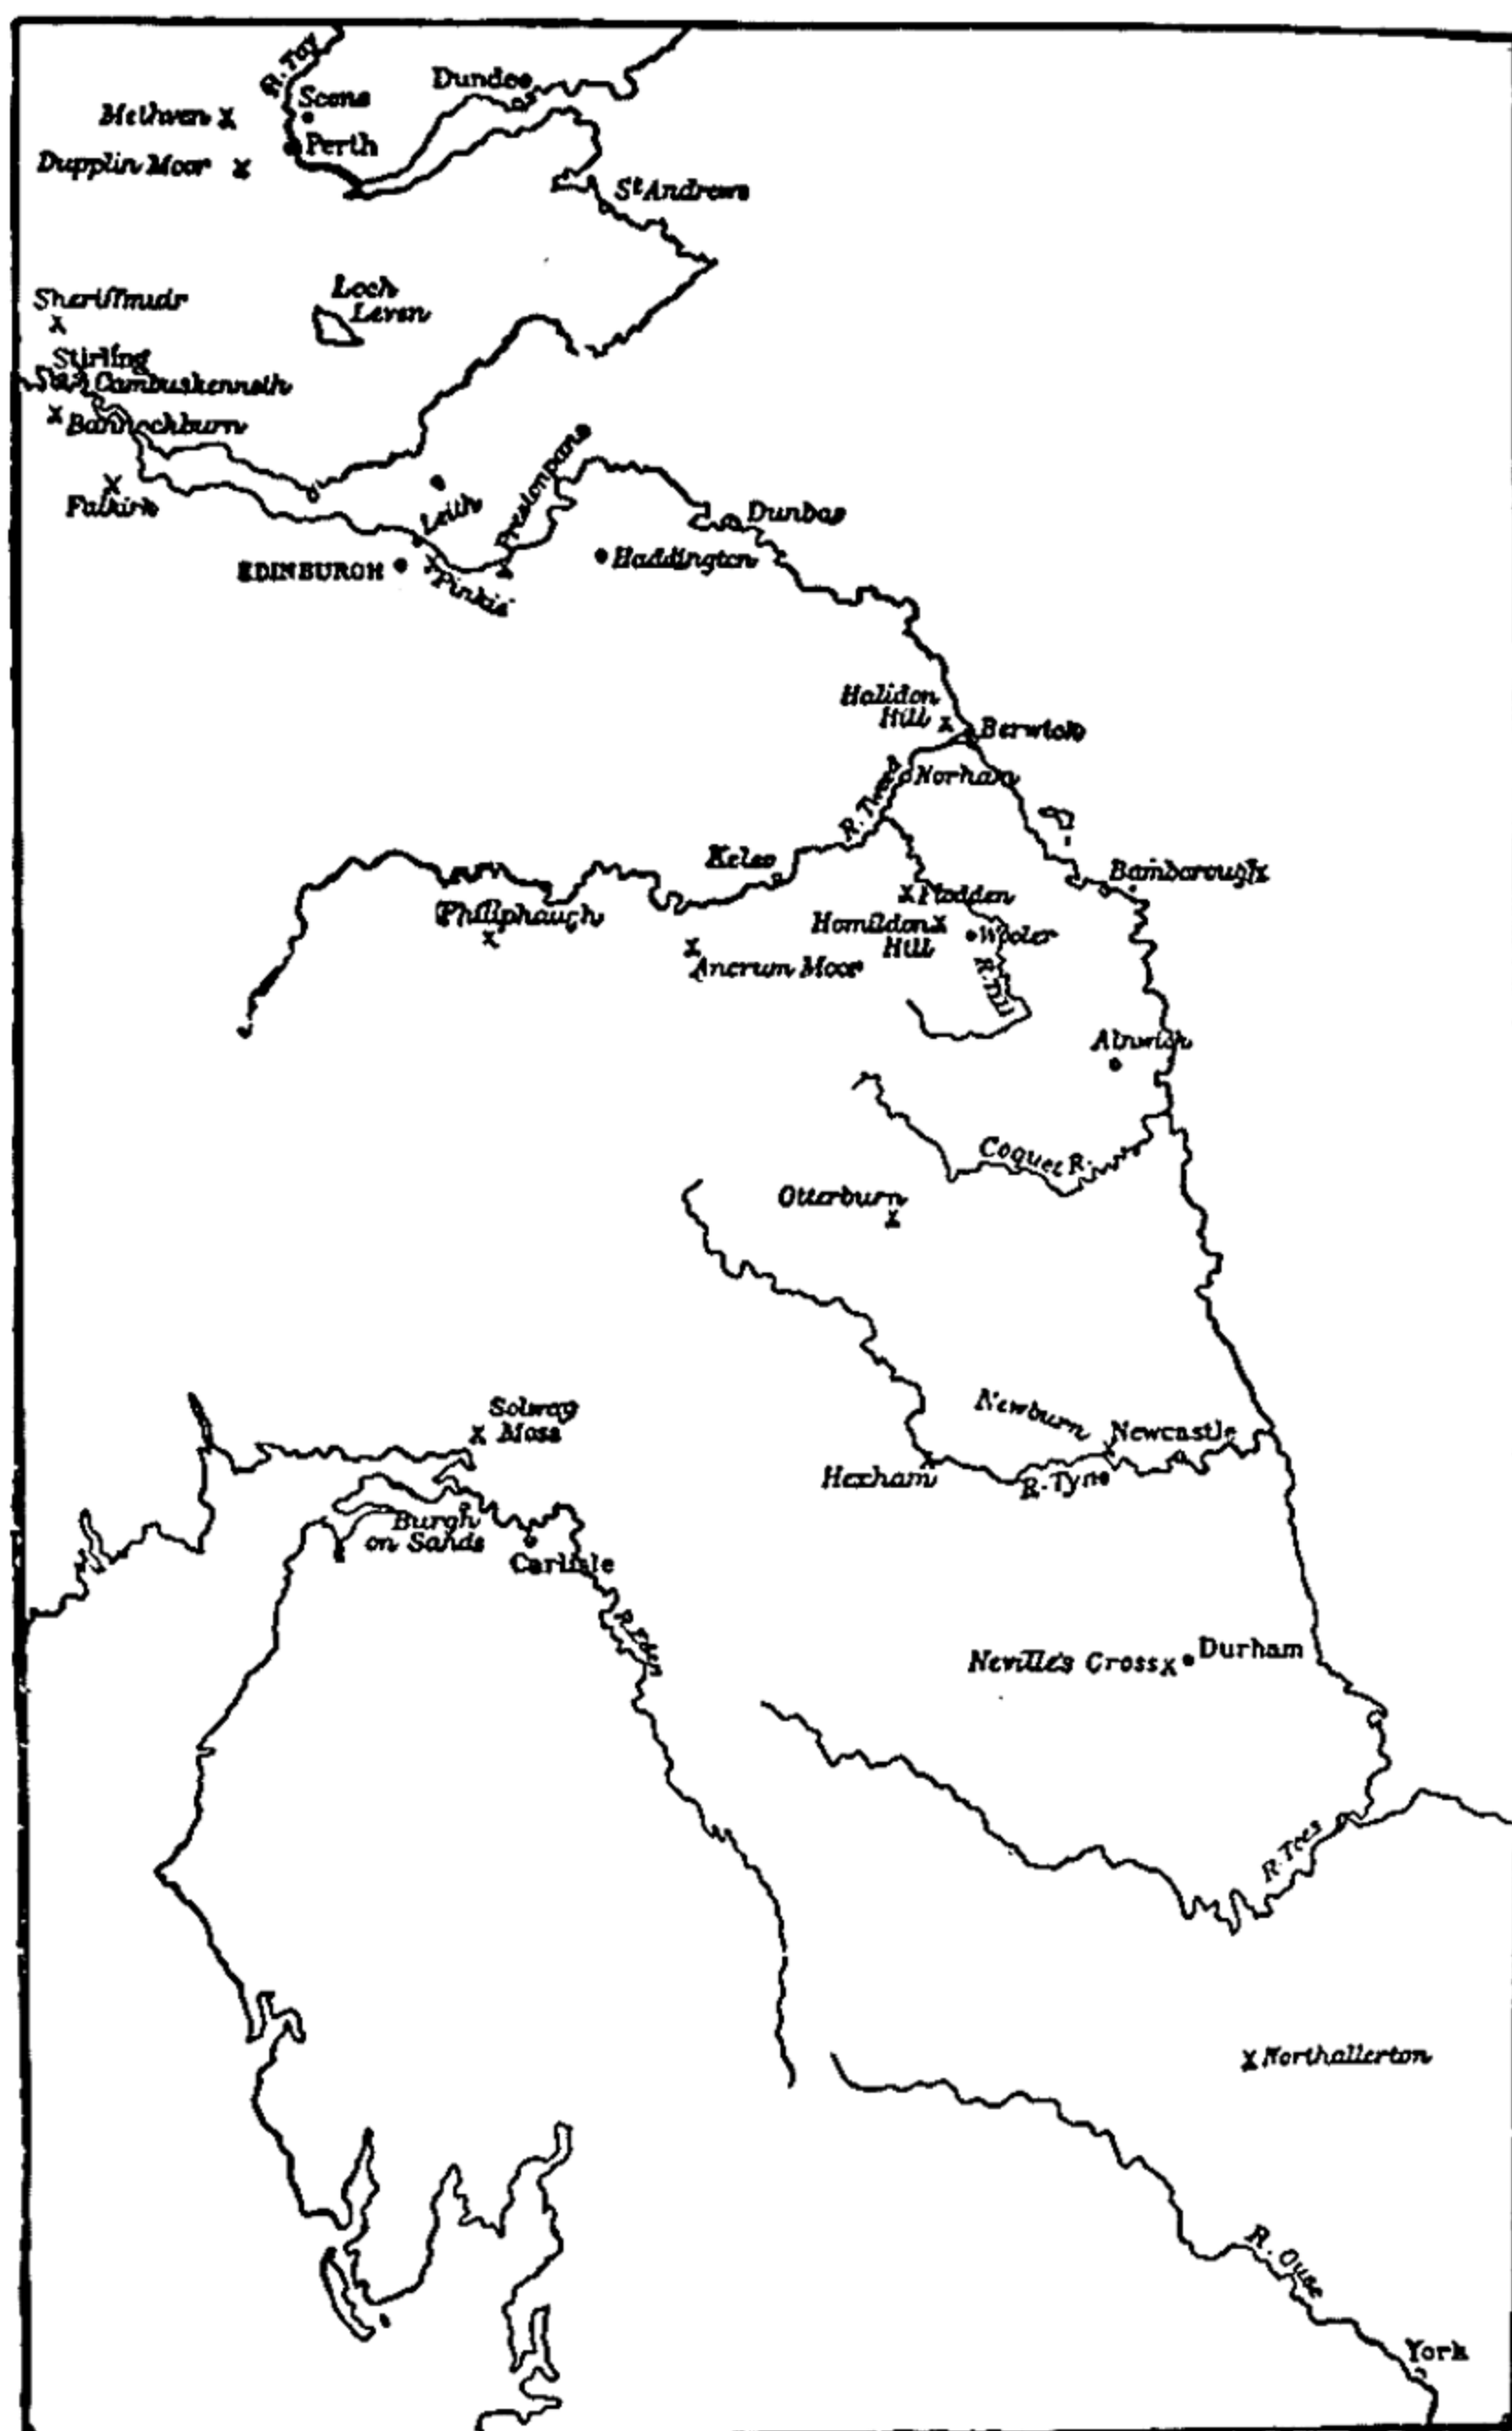 R. Tay
Dundee
Scone
Methven
Perth
Dupplin Moor
St Andrews
Sheriffmuir
Loch
Leven
Stirling
Cambuskenneth
Bannockburn
Falkirk
Leith
Prestonpans
Dunbar
EDINBURGH
Haddington
Pinkie
Halidon
Hill
Berwick
Norham
R. Tweed
Kelso
Bamborough
Philiphaugh
Flodden
Homildon
Hill
Wooler
Ancrum Moor
R. Till
Alnwick
Coquet R.
Otterburn
Solway
Moss
Newburn
Newcastle
Hexham
R. Tyne
Burgh
on Sands
Carlisle
R. Eden
Neville's Cross
Durham
R. Tees
Northallerton
R. Ouse
York